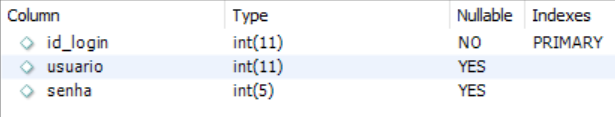 Column Type Nullable Indexes
id_login int(11) NO PRIMARY
usuario int(11) YES
senha int(5) YES